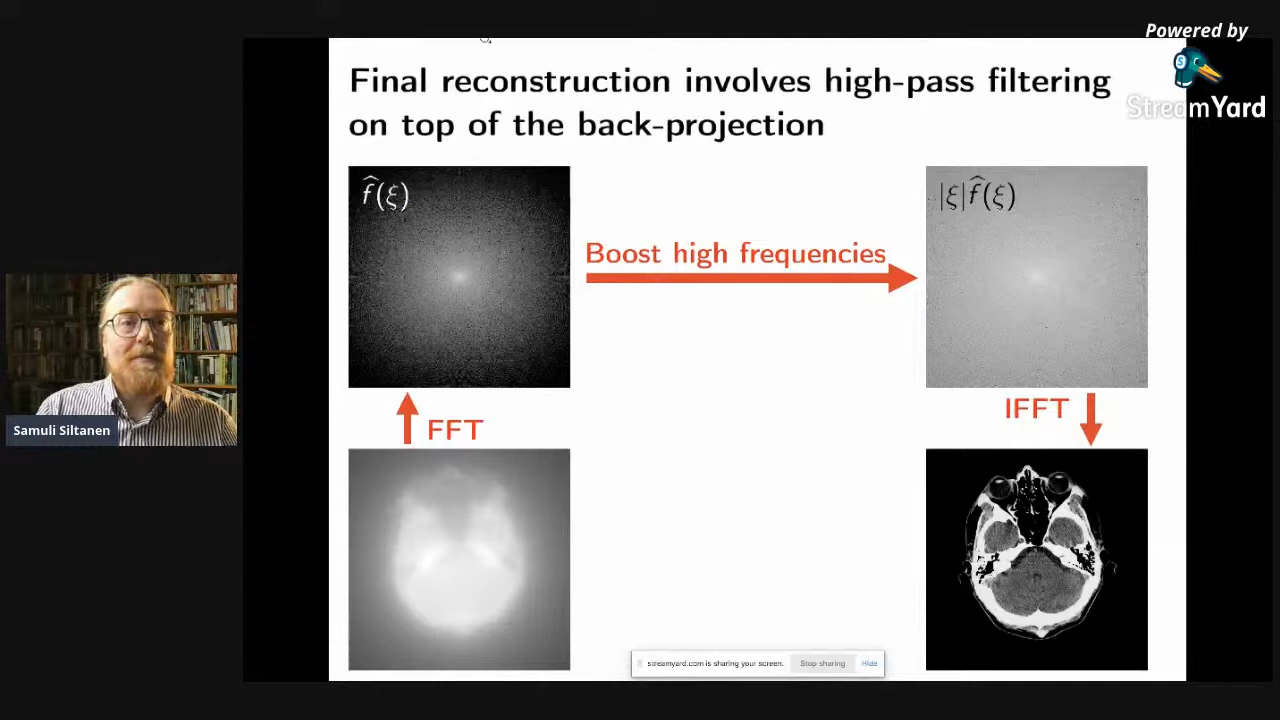 Powered by
StreamYard
Final reconstruction involves high-pass filtering
on top of the back-projection
f̂(ξ)
|ξ|f̂(ξ)
Boost high frequencies
FFT
IFFT
Samuli Siltanen
streamyard.com is sharing your screen.
Stop sharing
Hide